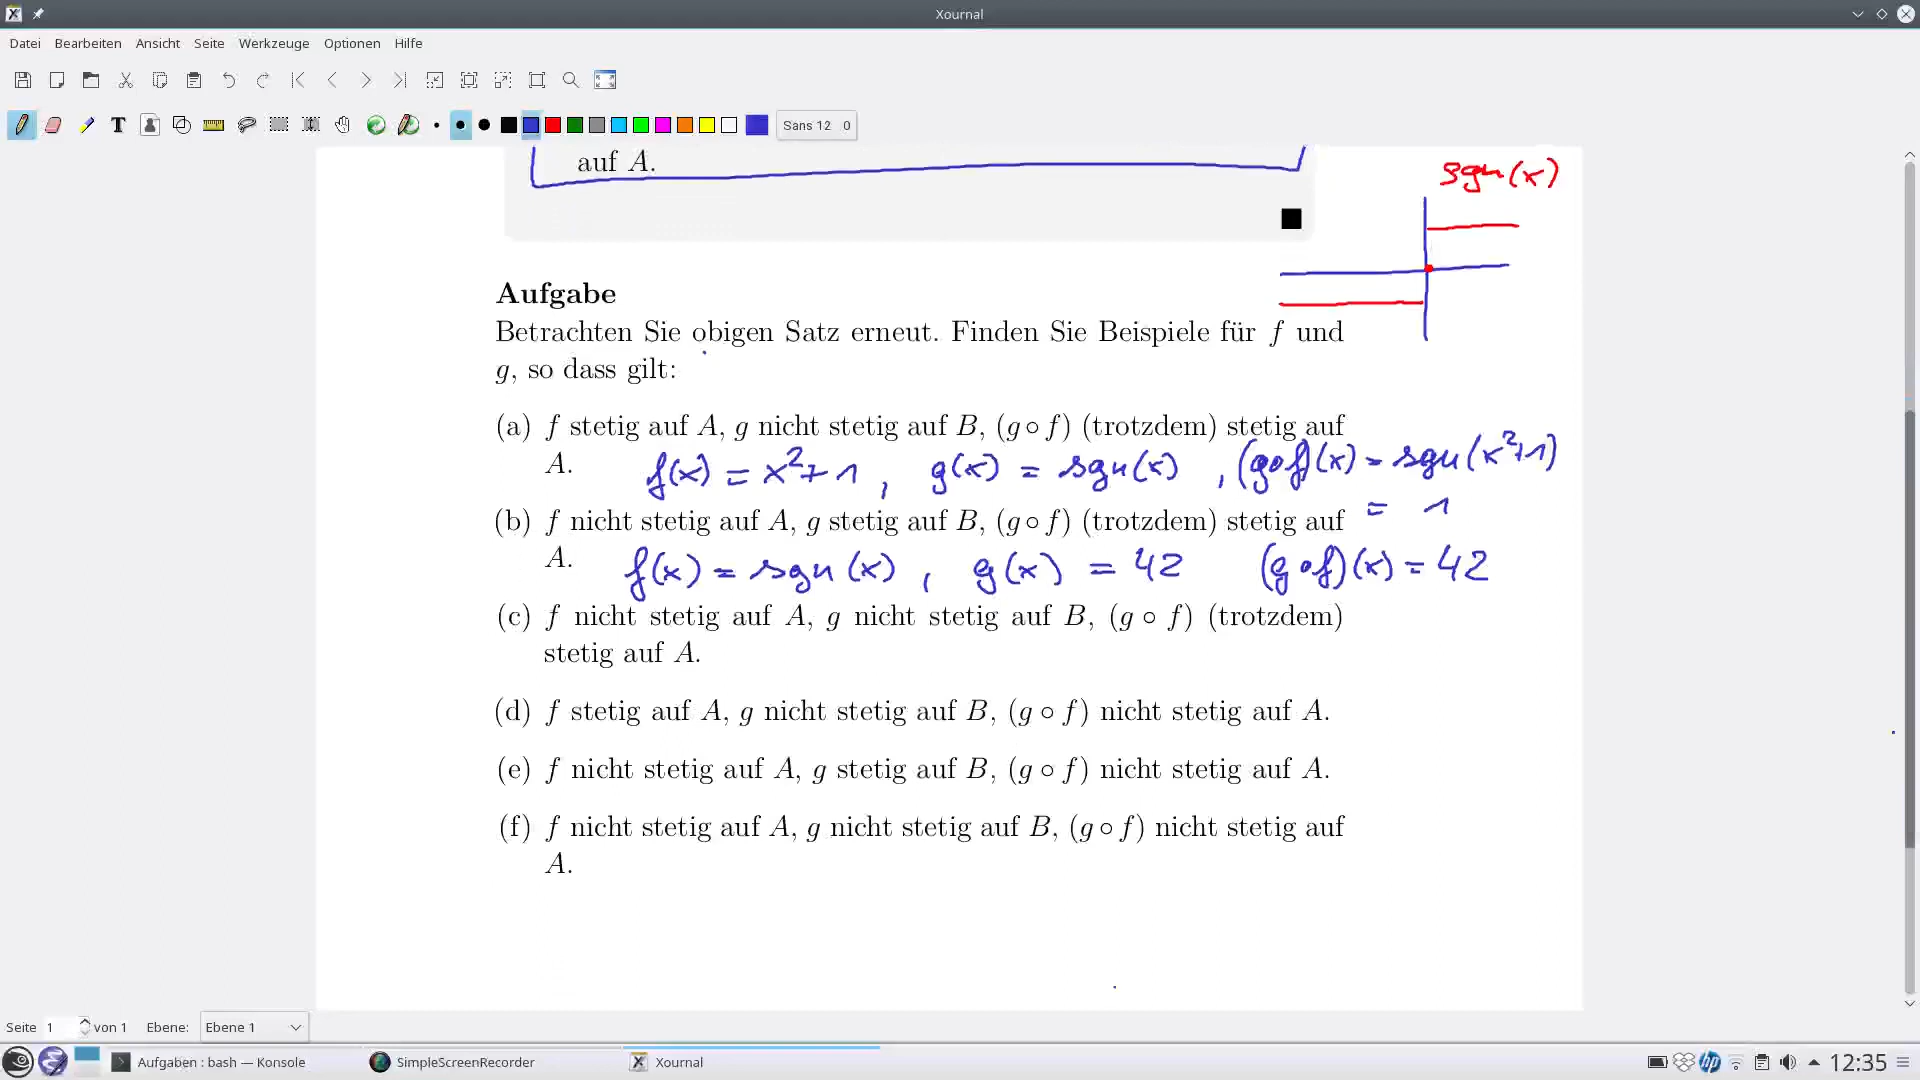 Xournal
Datei Bearbeiten Ansicht Seite Werkzeuge Optionen Hilfe
T Sans 12 0
auf A.
sgn(x)
Aufgabe
Betrachten Sie obigen Satz erneut. Finden Sie Beispiele für f und
g, so dass gilt:
(a) f stetig auf A, g nicht stetig auf B, (g ∘ f) (trotzdem) stetig auf
A. f(x) = x²+1, g(x) = sgn(x), (g∘f)(x) = sgn(x²+1)
= 1
(b) f nicht stetig auf A, g stetig auf B, (g ∘ f) (trotzdem) stetig auf
A. f(x) = sgn(x), g(x) = 42 (g∘f)(x) = 42
(c) f nicht stetig auf A, g nicht stetig auf B, (g ∘ f) (trotzdem)
stetig auf A.
(d) f stetig auf A, g nicht stetig auf B, (g ∘ f) nicht stetig auf A.
(e) f nicht stetig auf A, g stetig auf B, (g ∘ f) nicht stetig auf A.
(f) f nicht stetig auf A, g nicht stetig auf B, (g ∘ f) nicht stetig auf
A.
Seite 1 von 1 Ebene: Ebene 1
Aufgaben : bash — Konsole SimpleScreenRecorder Xournal hp 12:35